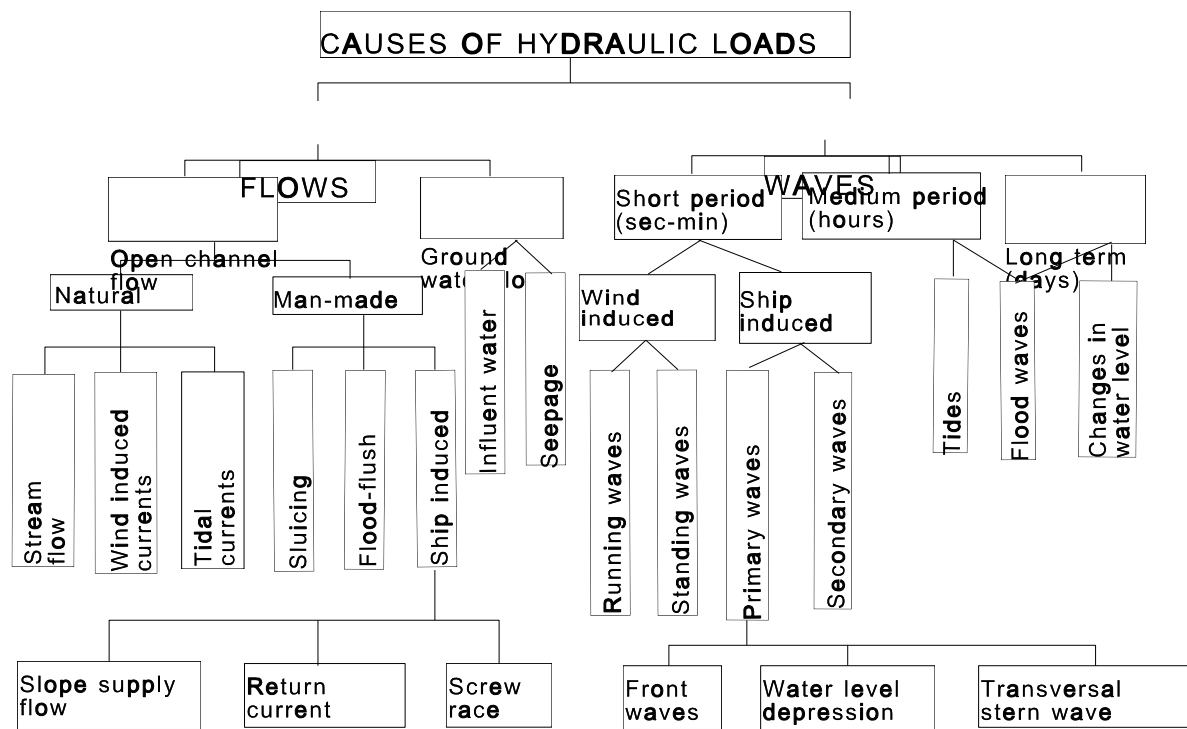 CAUSES OF HYDRAULIC LOADS
FLOWS
WAVES
Open channel
flow
Ground
Short period
(sec-min)
Medium period
(hours)
Long term
(days)
Natural
Man-made
Influent water
Seepage
Wind
induced
Ship
induced
Tides
Flood waves
Changes in
water level
Stream
flow
Wind induced
currents
Tidal
currents
Sluicing
Flood-flush
Ship induced
Running waves
Standing waves
Primary waves
Secondary waves
Slope supply
flow
Return
current
Screw
race
Front
waves
Water level
depression
Transversal
stern wave